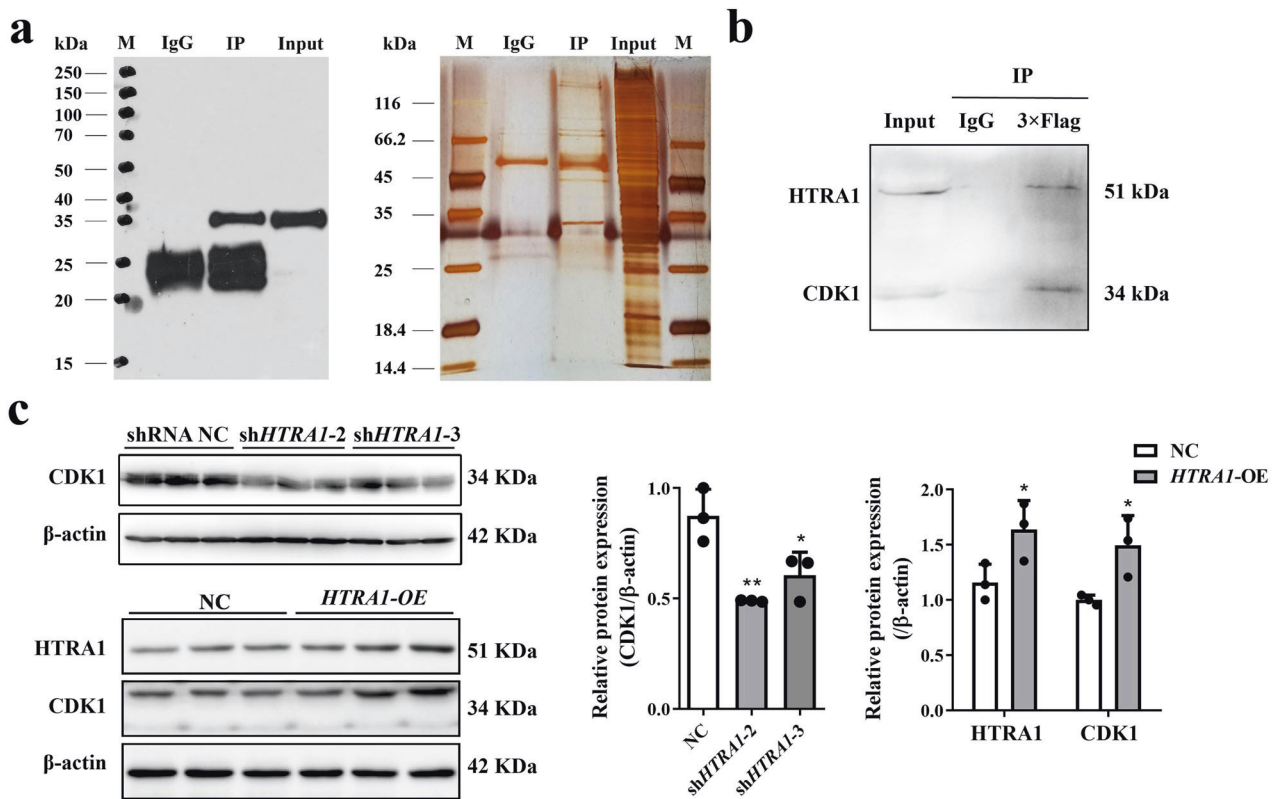 a
kDa M IgG IP Input
250
150
100
70
50
40
35
25
20
15
kDa M IgG IP Input M
116
66.2
45
35
25
18.4
14.4
b
IP
Input IgG 3×Flag
HTRA1 51 kDa
CDK1 34 kDa
c
shRNA NC shHTRA1-2 shHTRA1-3
CDK1 34 KDa
β-actin 42 KDa
NC HTRA1-OE
HTRA1 51 KDa
CDK1 34 KDa
β-actin 42 KDa
Relative protein expression
(CDK1/β-actin)
1.0
0.5
0.0
**
*
NC
shHTRA1-2
shHTRA1-3
NC
HTRA1-OE
Relative protein expression
(/β-actin)
2.0
1.5
1.0
0.5
0.0
*
*
HTRA1 CDK1